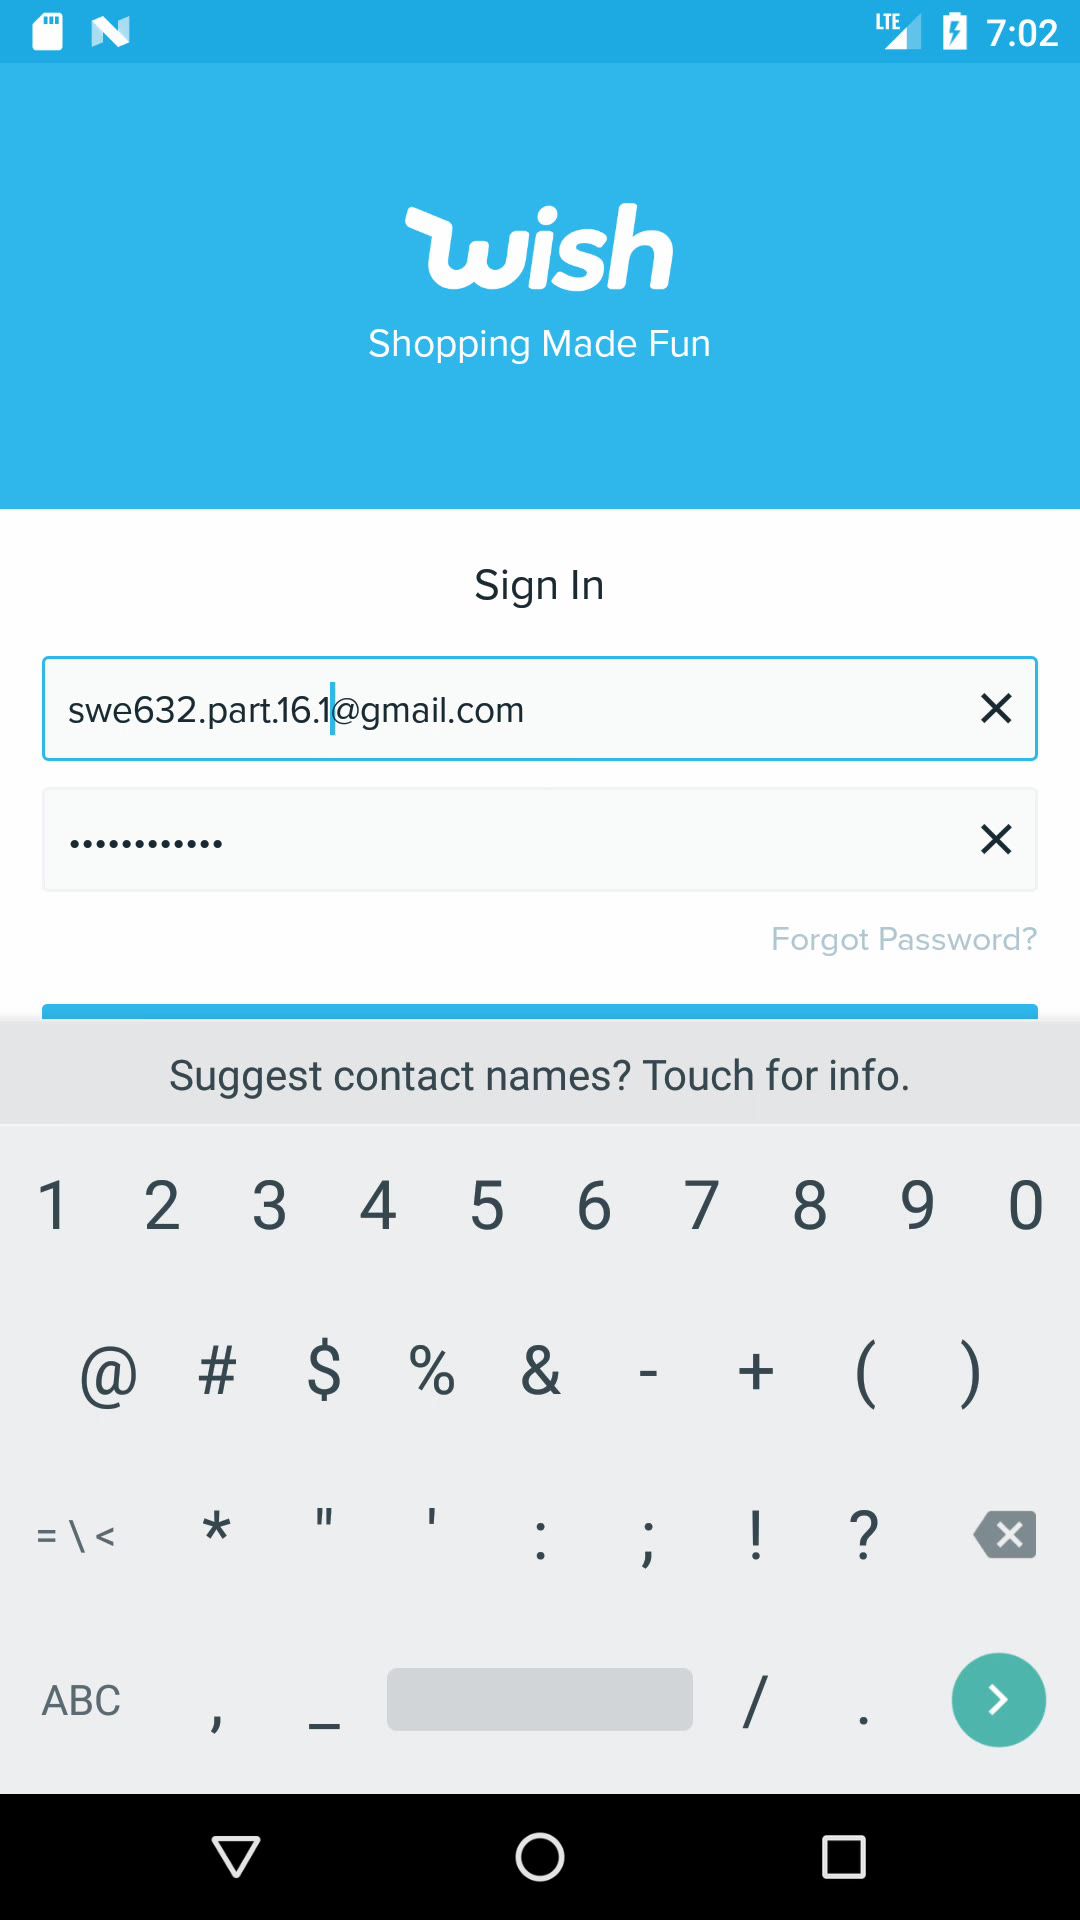 LTE 7:02
wish
Shopping Made Fun
Sign In
swe632.part.16.1@gmail.com
••••••••••••
Forgot Password?
Suggest contact names? Touch for info.
1 2 3 4 5 6 7 8 9 0
@ # $ % & - + ( )
= \ < * " ' : ; ! ?
ABC , _ / .